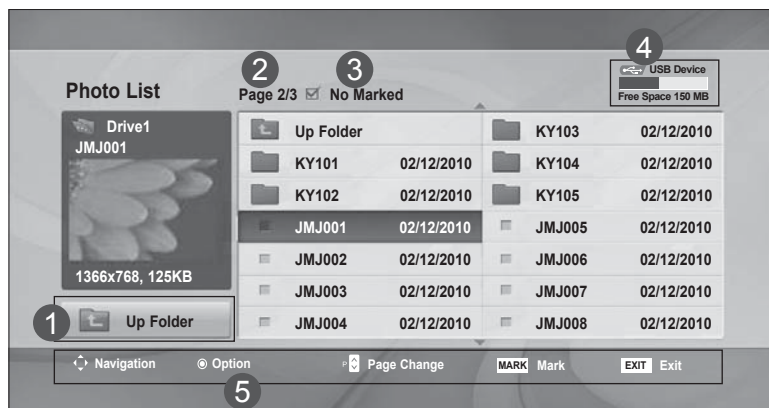 4
USB Device
Free Space 150 MB
2 3
Photo List
Page 2/3 No Marked
Drive1
JMJ001
1366x768, 125KB
1 Up Folder
Up Folder
KY101 02/12/2010
KY102 02/12/2010
JMJ001 02/12/2010
JMJ002 02/12/2010
JMJ003 02/12/2010
JMJ004 02/12/2010
KY103 02/12/2010
KY104 02/12/2010
KY105 02/12/2010
JMJ005 02/12/2010
JMJ006 02/12/2010
JMJ007 02/12/2010
JMJ008 02/12/2010
Navigation Option P Page Change MARK Mark EXIT Exit
5